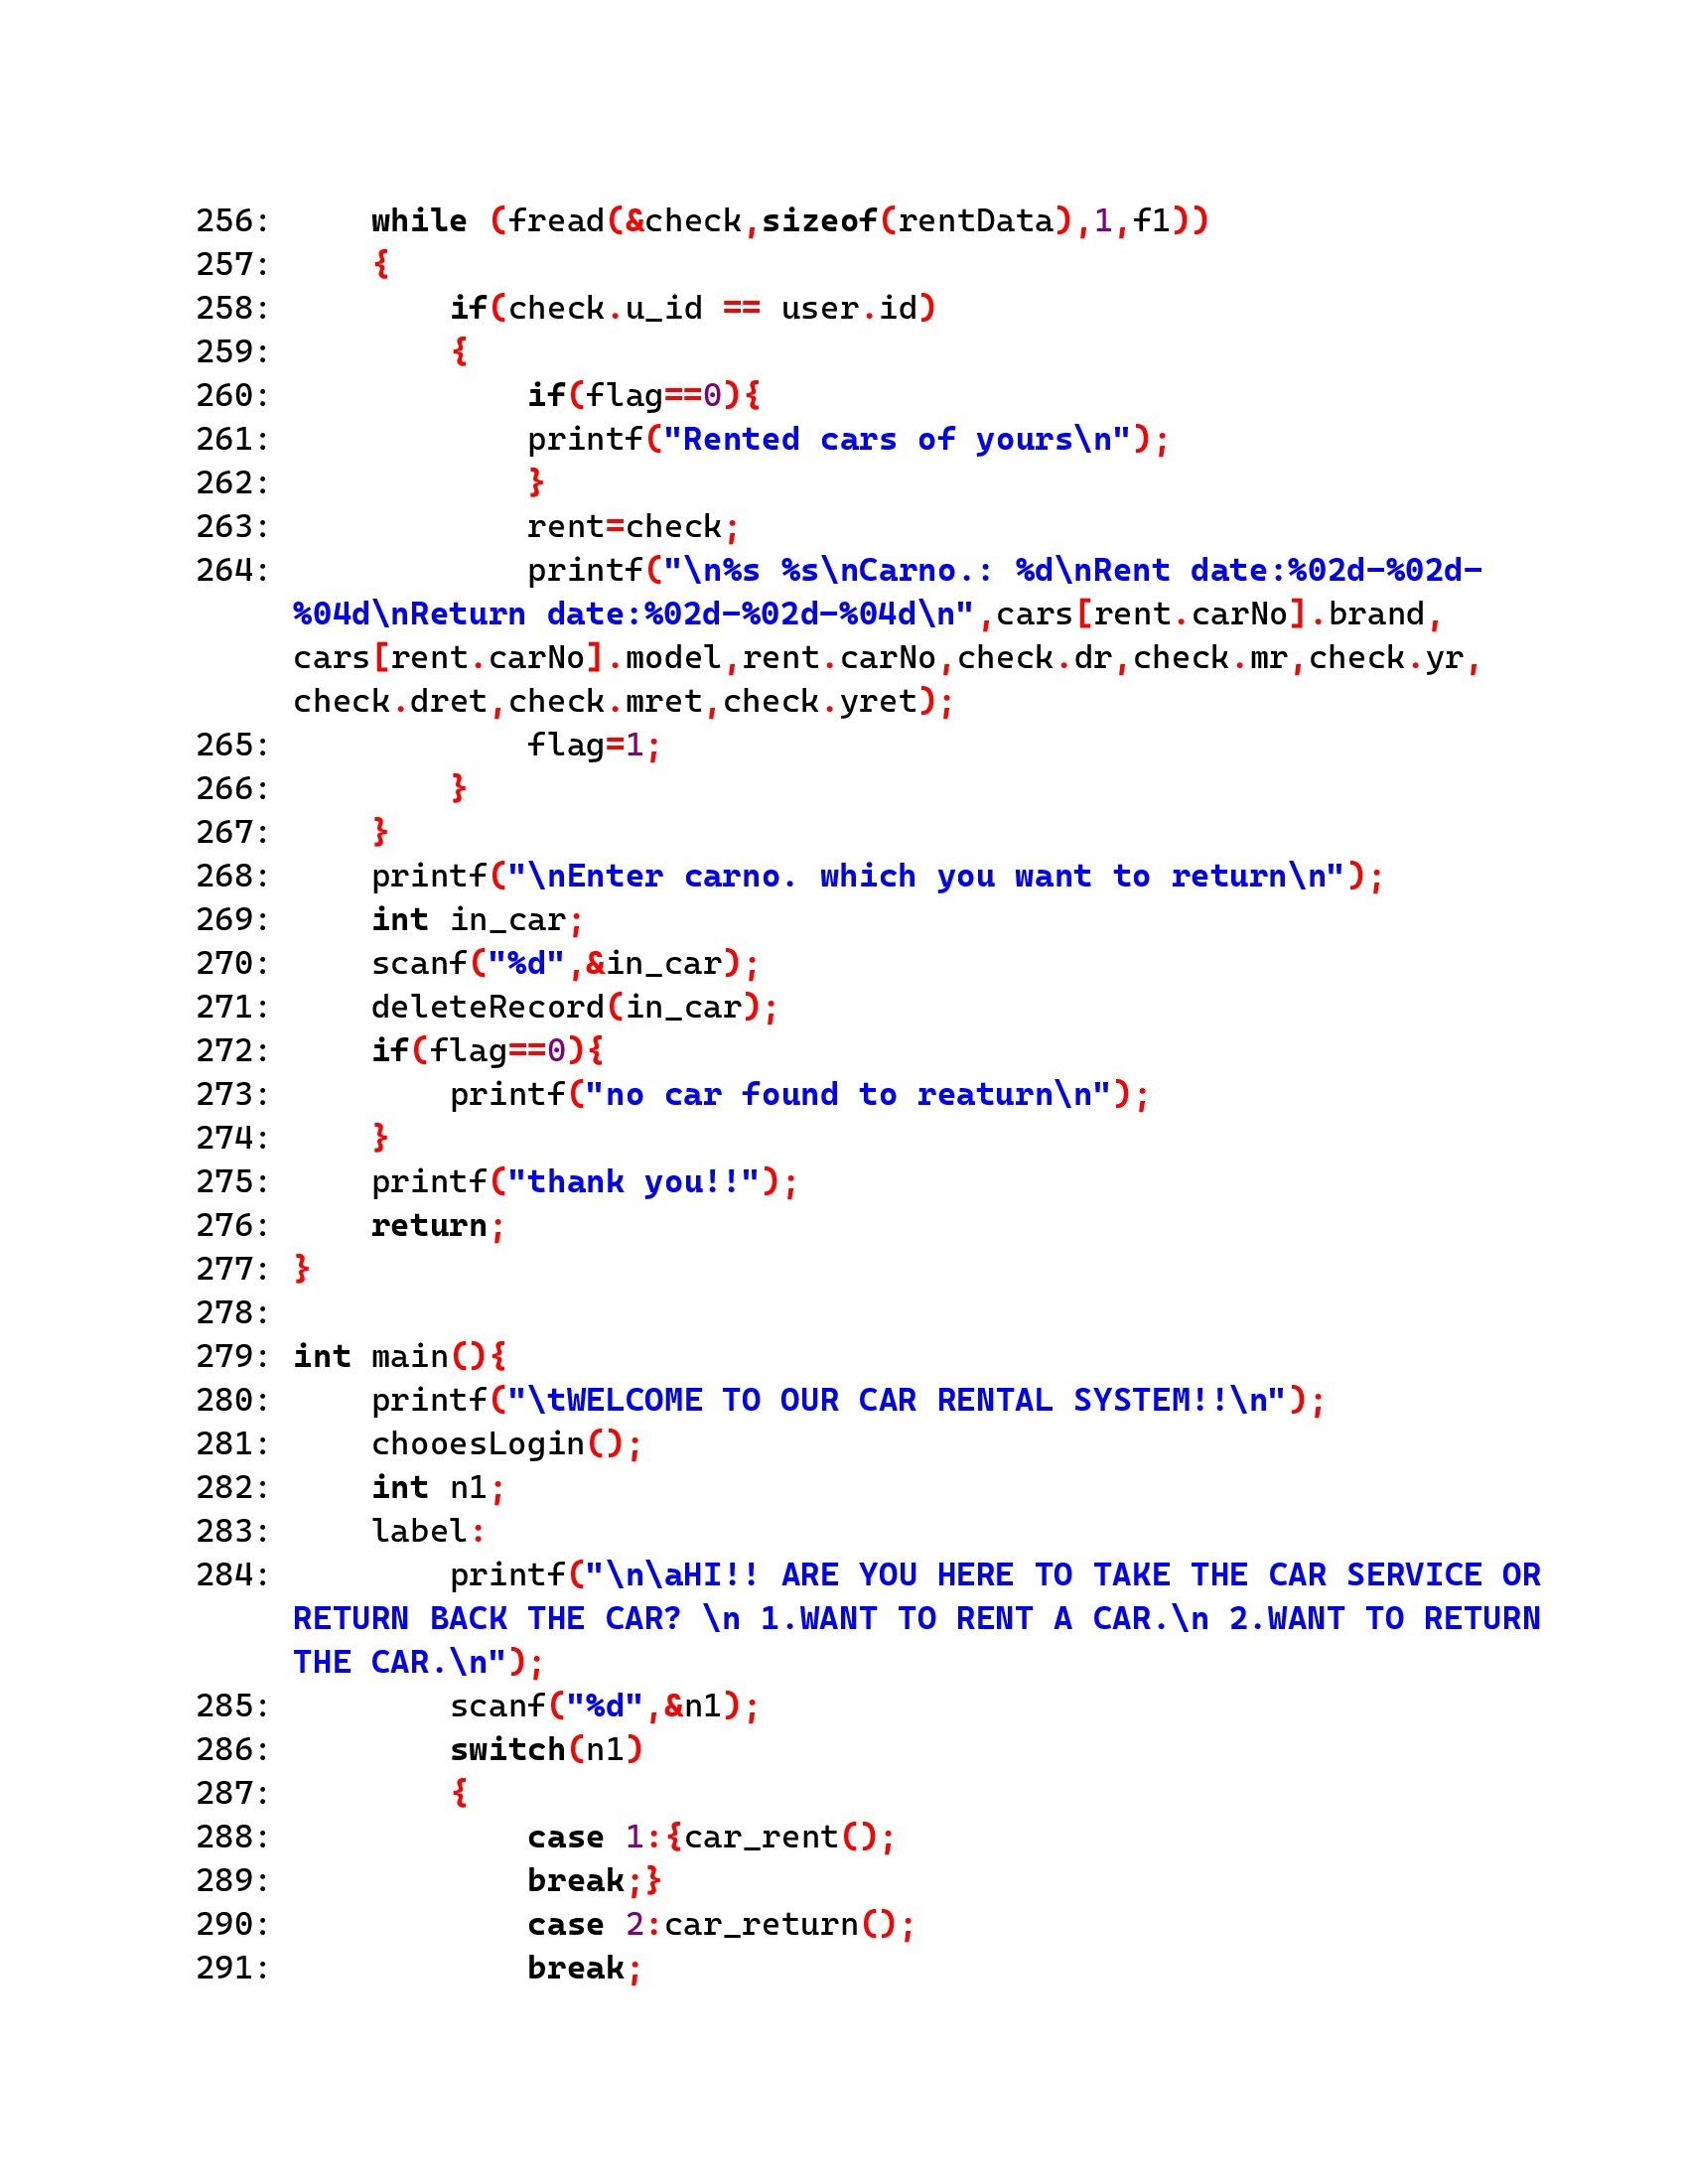 256:     while (fread(&check,sizeof(rentData),1,f1))
257:     {
258:         if(check.u_id == user.id)
259:         {
260:             if(flag==0){
261:             printf("Rented cars of yours\n");
262:             }
263:             rent=check;
264:             printf("\n%s %s\nCarno.: %d\nRent date:%02d-%02d-
%04d\nReturn date:%02d-%02d-%04d\n",cars[rent.carNo].brand,
cars[rent.carNo].model,rent.carNo,check.dr,check.mr,check.yr,
check.dret,check.mret,check.yret);
265:             flag=1;
266:         }
267:     }
268:     printf("\nEnter carno. which you want to return\n");
269:     int in_car;
270:     scanf("%d",&in_car);
271:     deleteRecord(in_car);
272:     if(flag==0){
273:         printf("no car found to reaturn\n");
274:     }
275:     printf("thank you!!");
276:     return;
277: }
278:
279: int main(){
280:     printf("\tWELCOME TO OUR CAR RENTAL SYSTEM!!\n");
281:     chooesLogin();
282:     int n1;
283:     label:
284:         printf("\n\aHI!! ARE YOU HERE TO TAKE THE CAR SERVICE OR
RETURN BACK THE CAR? \n 1.WANT TO RENT A CAR.\n 2.WANT TO RETURN
THE CAR.\n");
285:         scanf("%d",&n1);
286:         switch(n1)
287:         {
288:             case 1:{car_rent();
289:             break;}
290:             case 2:car_return();
291:             break;